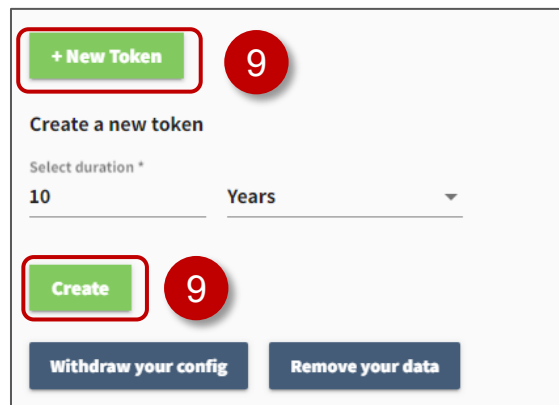 + New Token
9
Create a new token
Select duration *
10 Years
Create
9
Withdraw your config Remove your data